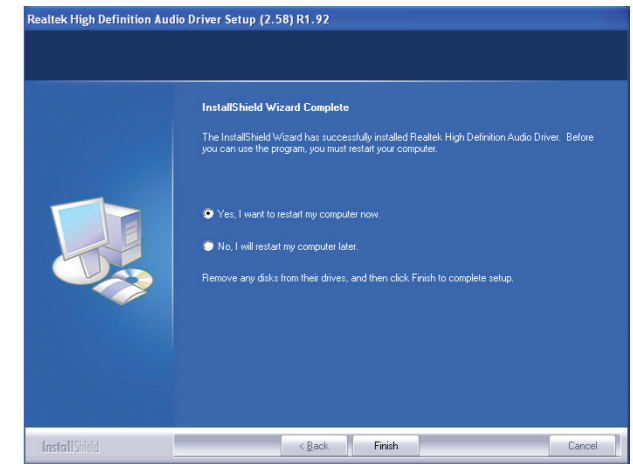 Realtek High Definition Audio Driver Setup (2.58) R1.92
InstallShield Wizard Complete
The InstallShield Wizard has successfully installed Realtek High Definition Audio Driver. Before
you can use the program, you must restart your computer.
Yes, I want to restart my computer now.
No, I will restart my computer later.
Remove any disks from their drives, and then click Finish to complete setup.
InstallShield
< Back
Finish
Cancel